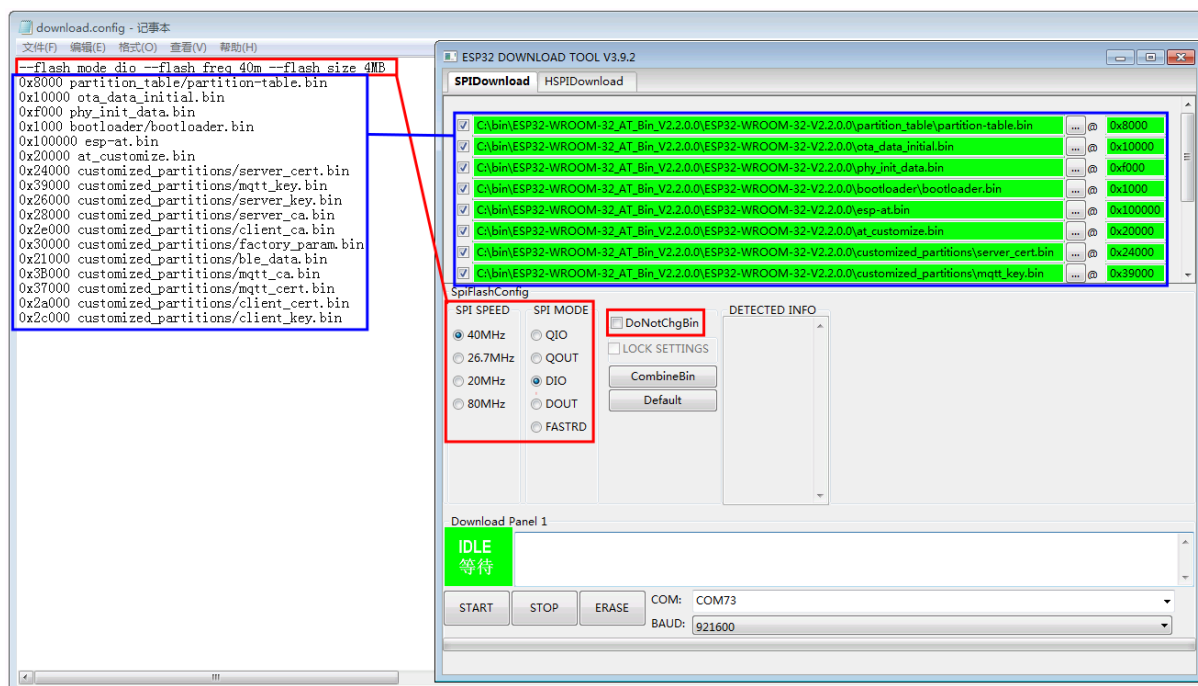 download.config - 记事本
文件(F) 编辑(E) 格式(O) 查看(V) 帮助(H)
--flash_mode dio --flash_freq 40m --flash_size 4MB
0x8000 partition_table/partition-table.bin
0x10000 ota_data_initial.bin
0xf000 phy_init_data.bin
0x1000 bootloader/bootloader.bin
0x100000 esp-at.bin
0x20000 at_customize.bin
0x24000 customized_partitions/server_cert.bin
0x39000 customized_partitions/mqtt_key.bin
0x26000 customized_partitions/server_key.bin
0x28000 customized_partitions/server_ca.bin
0x2e000 customized_partitions/client_ca.bin
0x30000 customized_partitions/factory_param.bin
0x21000 customized_partitions/ble_data.bin
0x3B000 customized_partitions/mqtt_ca.bin
0x37000 customized_partitions/mqtt_cert.bin
0x2a000 customized_partitions/client_cert.bin
0x2c000 customized_partitions/client_key.bin
ESP32 DOWNLOAD TOOL V3.9.2
SPIDownload HSPIDownload
C:\bin\ESP32-WROOM-32_AT_Bin_V2.2.0.0\ESP32-WROOM-32-V2.2.0.0\partition_table\partition-table.bin ... @ 0x8000
C:\bin\ESP32-WROOM-32_AT_Bin_V2.2.0.0\ESP32-WROOM-32-V2.2.0.0\ota_data_initial.bin ... @ 0x10000
C:\bin\ESP32-WROOM-32_AT_Bin_V2.2.0.0\ESP32-WROOM-32-V2.2.0.0\phy_init_data.bin ... @ 0xf000
C:\bin\ESP32-WROOM-32_AT_Bin_V2.2.0.0\ESP32-WROOM-32-V2.2.0.0\bootloader\bootloader.bin ... @ 0x1000
C:\bin\ESP32-WROOM-32_AT_Bin_V2.2.0.0\ESP32-WROOM-32-V2.2.0.0\esp-at.bin ... @ 0x100000
C:\bin\ESP32-WROOM-32_AT_Bin_V2.2.0.0\ESP32-WROOM-32-V2.2.0.0\at_customize.bin ... @ 0x20000
C:\bin\ESP32-WROOM-32_AT_Bin_V2.2.0.0\ESP32-WROOM-32-V2.2.0.0\customized_partitions\server_cert.bin ... @ 0x24000
C:\bin\ESP32-WROOM-32_AT_Bin_V2.2.0.0\ESP32-WROOM-32-V2.2.0.0\customized_partitions\mqtt_key.bin ... @ 0x39000
SpiFlashConfig
SPI SPEED
40MHz
26.7MHz
20MHz
80MHz
SPI MODE
QIO
QOUT
DIO
DOUT
FASTRD
DoNotChgBin
LOCK SETTINGS
CombineBin
Default
DETECTED INFO
Download Panel 1
IDLE
等待
START STOP ERASE
COM: COM73
BAUD: 921600